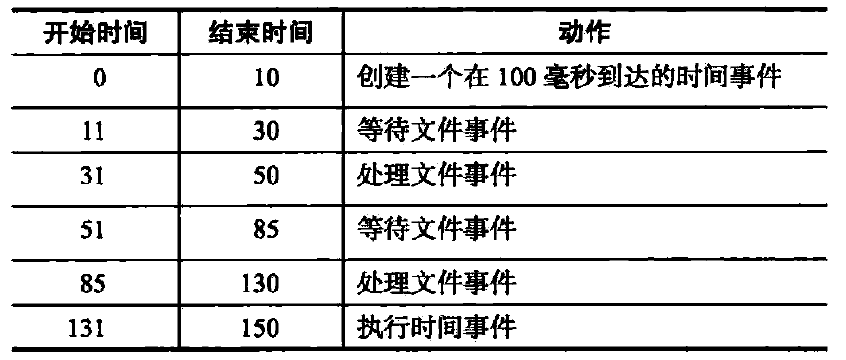 开始时间 结束时间 动作
0 10 创建一个在 100 毫秒到达的时间事件
11 30 等待文件事件
31 50 处理文件事件
51 85 等待文件事件
85 130 处理文件事件
131 150 执行时间事件